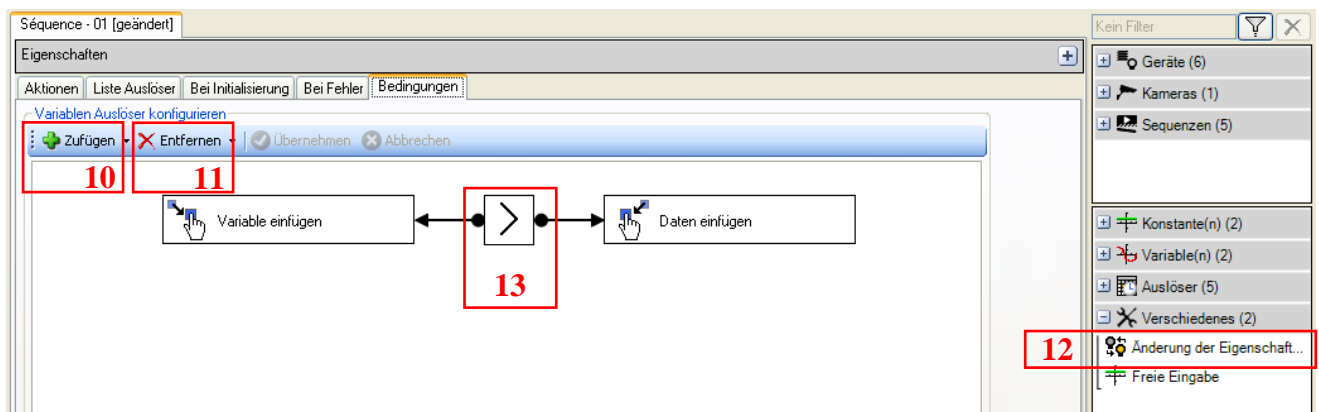 Séquence - 01 [geändert]
Eigenschaften
Aktionen Liste Auslöser Bei Initialisierung Bei Fehler Bedingungen
Variablen Auslöser konfigurieren
Zufügen Entfernen Übernehmen Abbrechen
10 11
Variable einfügen > Daten einfügen
13
Kein Filter
Geräte (6)
Kameras (1)
Sequenzen (5)
Konstante(n) (2)
Variable(n) (2)
Auslöser (5)
Verschiedenes (2)
12 Änderung der Eigenschaft...
Freie Eingabe